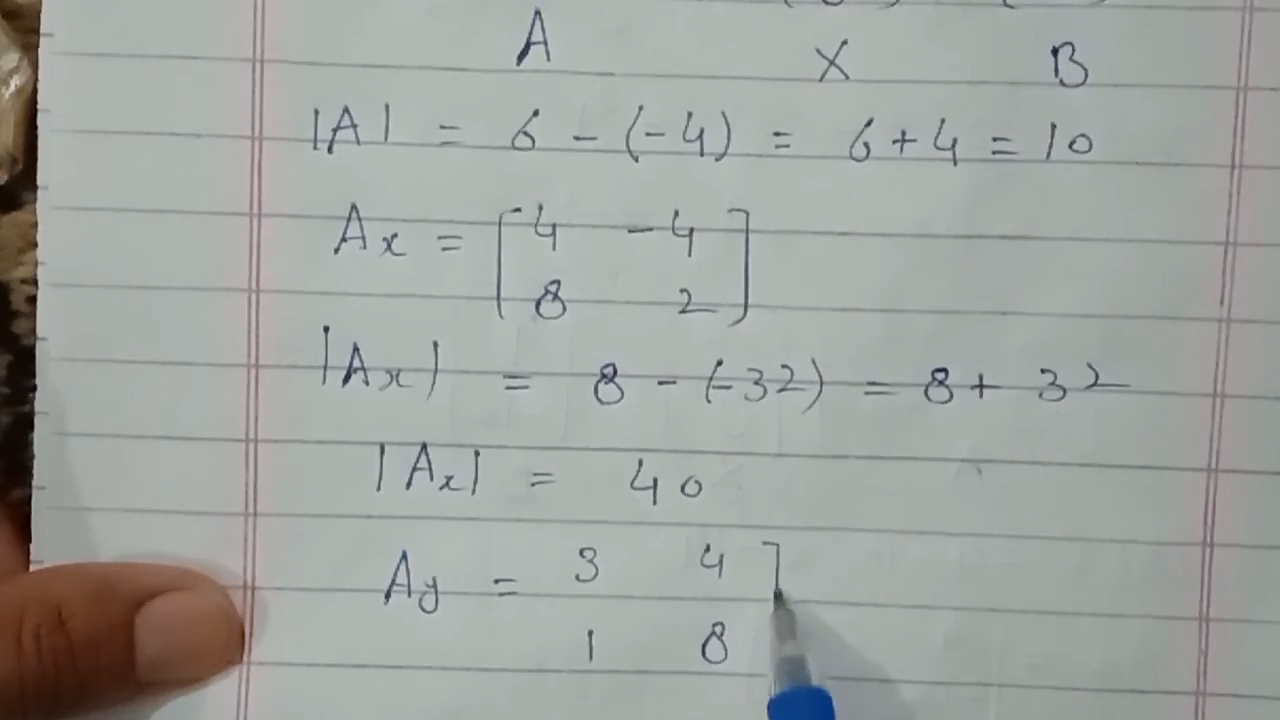 A X B
|A| = 6 - (-4) = 6 + 4 = 10
Ax = [4 -4
8 2]
|Ax| = 8 - (-32) = 8 + 32
|Ax| = 40
Ay = 3 4 ]
1 8